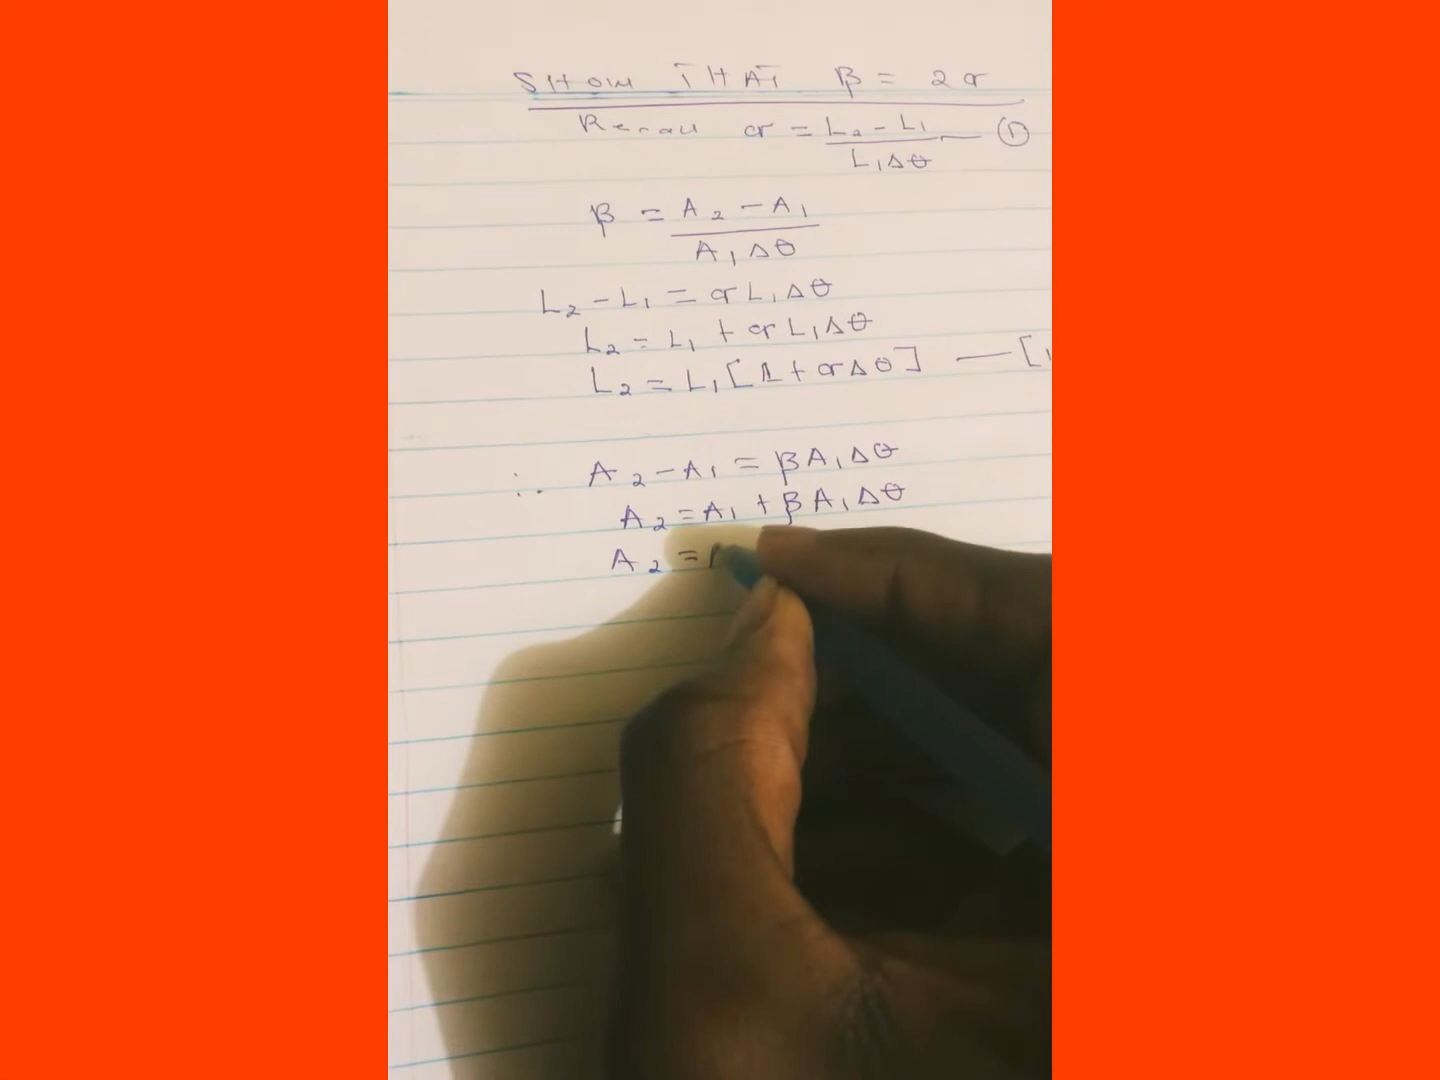 SHOW THAT β = 2α
Recall α = L₂ - L₁ / L₁Δθ — ①
β = A₂ - A₁ / A₁Δθ
L₂ - L₁ = αL₁Δθ
L₂ = L₁ + αL₁Δθ
L₂ = L₁[1 + αΔθ] — [1
∴ A₂ - A₁ = βA₁Δθ
A₂ = A₁ + βA₁Δθ
A₂ =